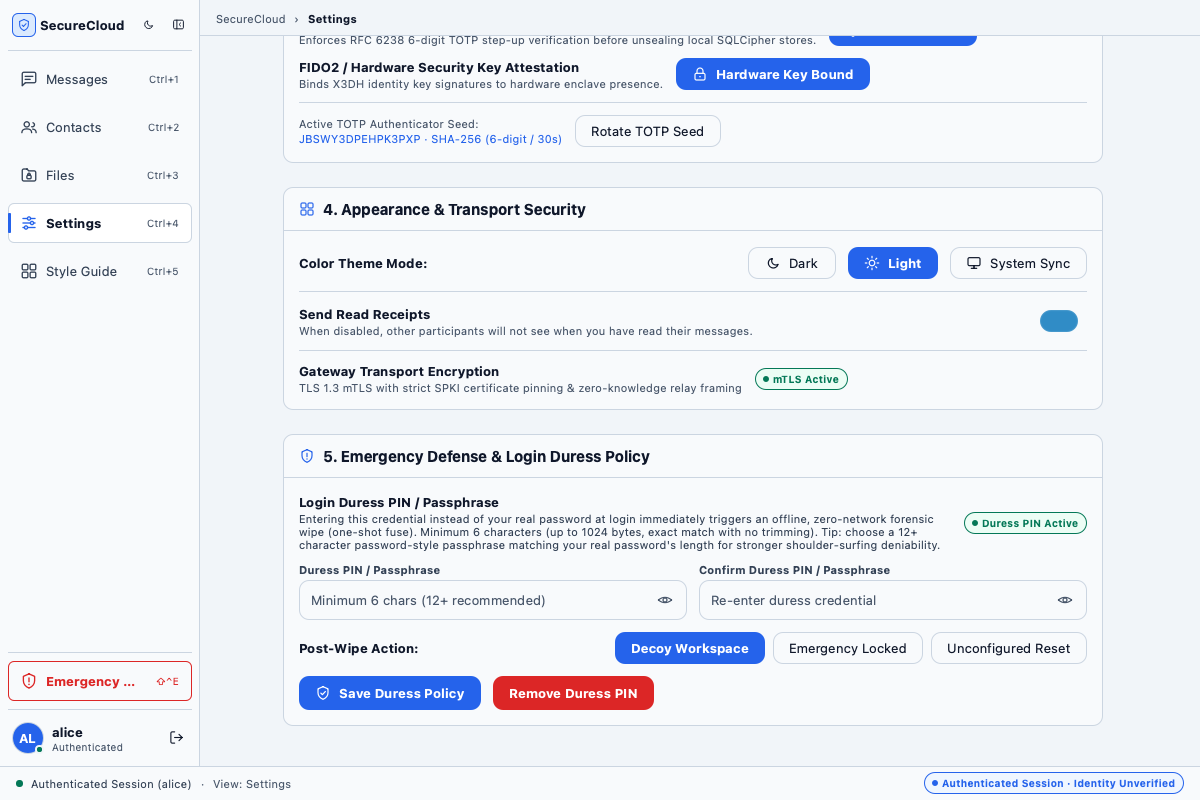 SecureCloud
SecureCloud › Settings
Messages Ctrl+1
Contacts Ctrl+2
Files Ctrl+3
Settings Ctrl+4
Style Guide Ctrl+5
Emergency ... ⇧^E
AL
alice
Authenticated
Enforces RFC 6238 6-digit TOTP step-up verification before unsealing local SQLCipher stores.
FIDO2 / Hardware Security Key Attestation
Binds X3DH identity key signatures to hardware enclave presence.
Hardware Key Bound
Active TOTP Authenticator Seed:
JBSWY3DPEHPK3PXP · SHA-256 (6-digit / 30s)
Rotate TOTP Seed
4. Appearance & Transport Security
Color Theme Mode:
Dark
Light
System Sync
Send Read Receipts
When disabled, other participants will not see when you have read their messages.
Gateway Transport Encryption
TLS 1.3 mTLS with strict SPKI certificate pinning & zero-knowledge relay framing
mTLS Active
5. Emergency Defense & Login Duress Policy
Login Duress PIN / Passphrase
Entering this credential instead of your real password at login immediately triggers an offline, zero-network forensic
wipe (one-shot fuse). Minimum 6 characters (up to 1024 bytes, exact match with no trimming). Tip: choose a 12+
character password-style passphrase matching your real password's length for stronger shoulder-surfing deniability.
Duress PIN Active
Duress PIN / Passphrase
Minimum 6 chars (12+ recommended)
Confirm Duress PIN / Passphrase
Re-enter duress credential
Post-Wipe Action:
Decoy Workspace
Emergency Locked
Unconfigured Reset
Save Duress Policy
Remove Duress PIN
Authenticated Session (alice) · View: Settings
Authenticated Session · Identity Unverified